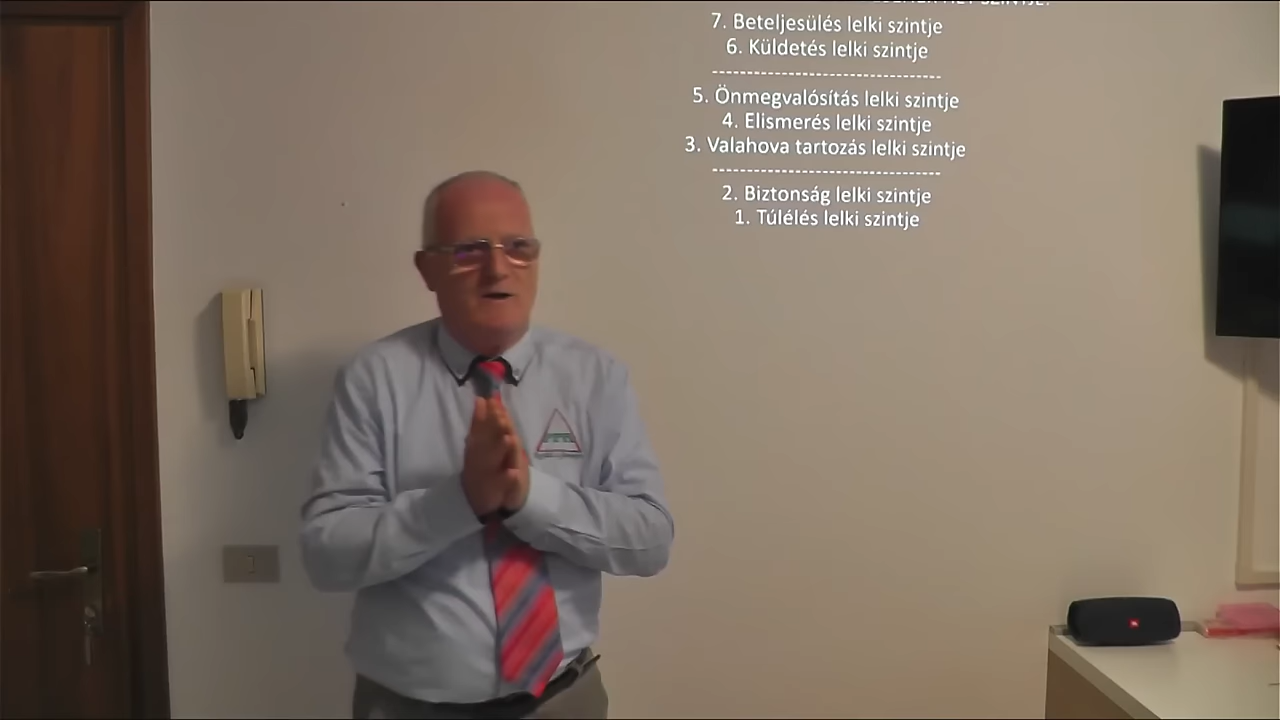 7. Beteljesülés lelki szintje
6. Küldetés lelki szintje
----------------------------------
5. Önmegvalósítás lelki szintje
4. Elismerés lelki szintje
3. Valahova tartozás lelki szintje
----------------------------------
2. Biztonság lelki szintje
1. Túlélés lelki szintje
JBL